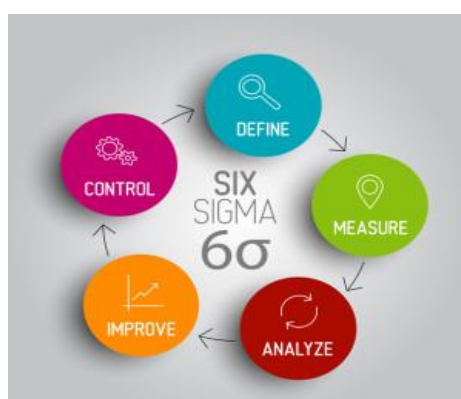 DEFINE
MEASURE
ANALYZE
IMPROVE
CONTROL
SIX
SIGMA
6σ